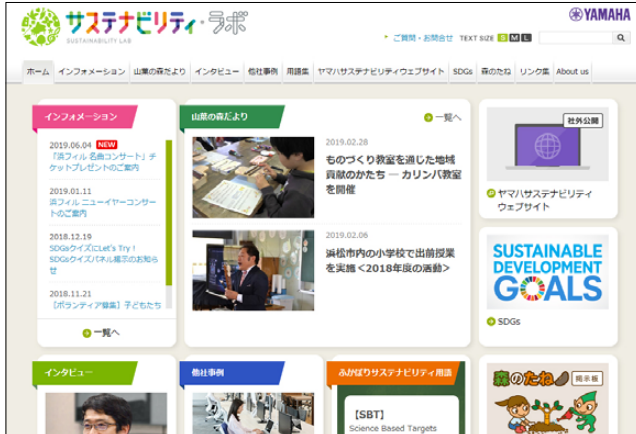 サステナビリティ・ラボ
SUSTAINABILITY LAB
YAMAHA
ご質問・お問合せ TEXT SIZE S M L
ホーム インフォメーション 山葉の森だより インタビュー 他社事例 用語集 ヤマハサステナビリティウェブサイト SDGs 森のたね リンク集 About us
インフォメーション
2019.06.04 NEW
「浜フィル 名曲コンサート」チ
ケットプレゼントのご案内
2019.01.11
浜フィル ニューイヤーコンサー
トのご案内
2018.12.19
SDGsクイズにLet's Try！
SDGsクイズパネル掲示のお知ら
せ
2018.11.21
【ボランティア募集】子どもたち
一覧へ
山葉の森だより
一覧へ
2019.02.28
ものづくり教室を通じた地域
貢献のかたち ― カリンバ教室
を開催
2019.02.06
浜松市内の小学校で出前授業
を実施＜2018年度の活動＞
社外公開
ヤマハサステナビリティ
ウェブサイト
SUSTAINABLE
DEVELOPMENT
GOALS
SDGs
インタビュー
他社事例
ふかぼりサステナビリティ用語
[SBT]
Science Based Targets
森のたね 掲示板